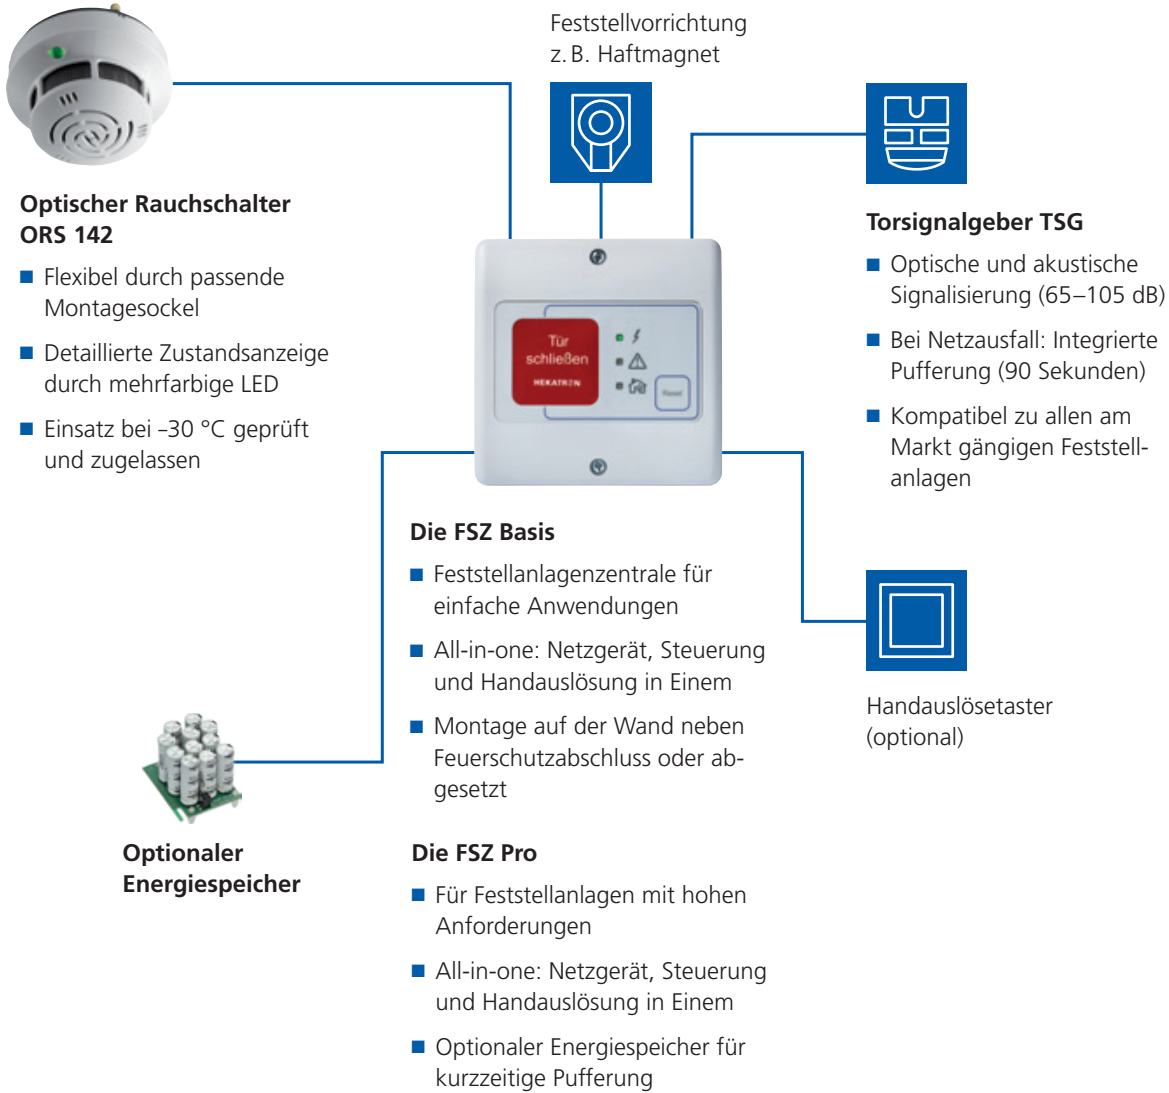 Feststellvorrichtung
z. B. Haftmagnet
Optischer Rauchschalter
ORS 142
Flexibel durch passende
Montagesockel
Detaillierte Zustandsanzeige
durch mehrfarbige LED
Einsatz bei –30 °C geprüft
und zugelassen
Tür
schließen
HEKATRON
Reset
Torsignalgeber TSG
Optische und akustische
Signalisierung (65–105 dB)
Bei Netzausfall: Integrierte
Pufferung (90 Sekunden)
Kompatibel zu allen am
Markt gängigen Feststell-
anlagen
Die FSZ Basis
Feststellanlagenzentrale für
einfache Anwendungen
All-in-one: Netzgerät, Steuerung
und Handauslösung in Einem
Montage auf der Wand neben
Feuerschutzabschluss oder ab-
gesetzt
Handauslösetaster
(optional)
Optionaler
Energiespeicher
Die FSZ Pro
Für Feststellanlagen mit hohen
Anforderungen
All-in-one: Netzgerät, Steuerung
und Handauslösung in Einem
Optionaler Energiespeicher für
kurzzeitige Pufferung